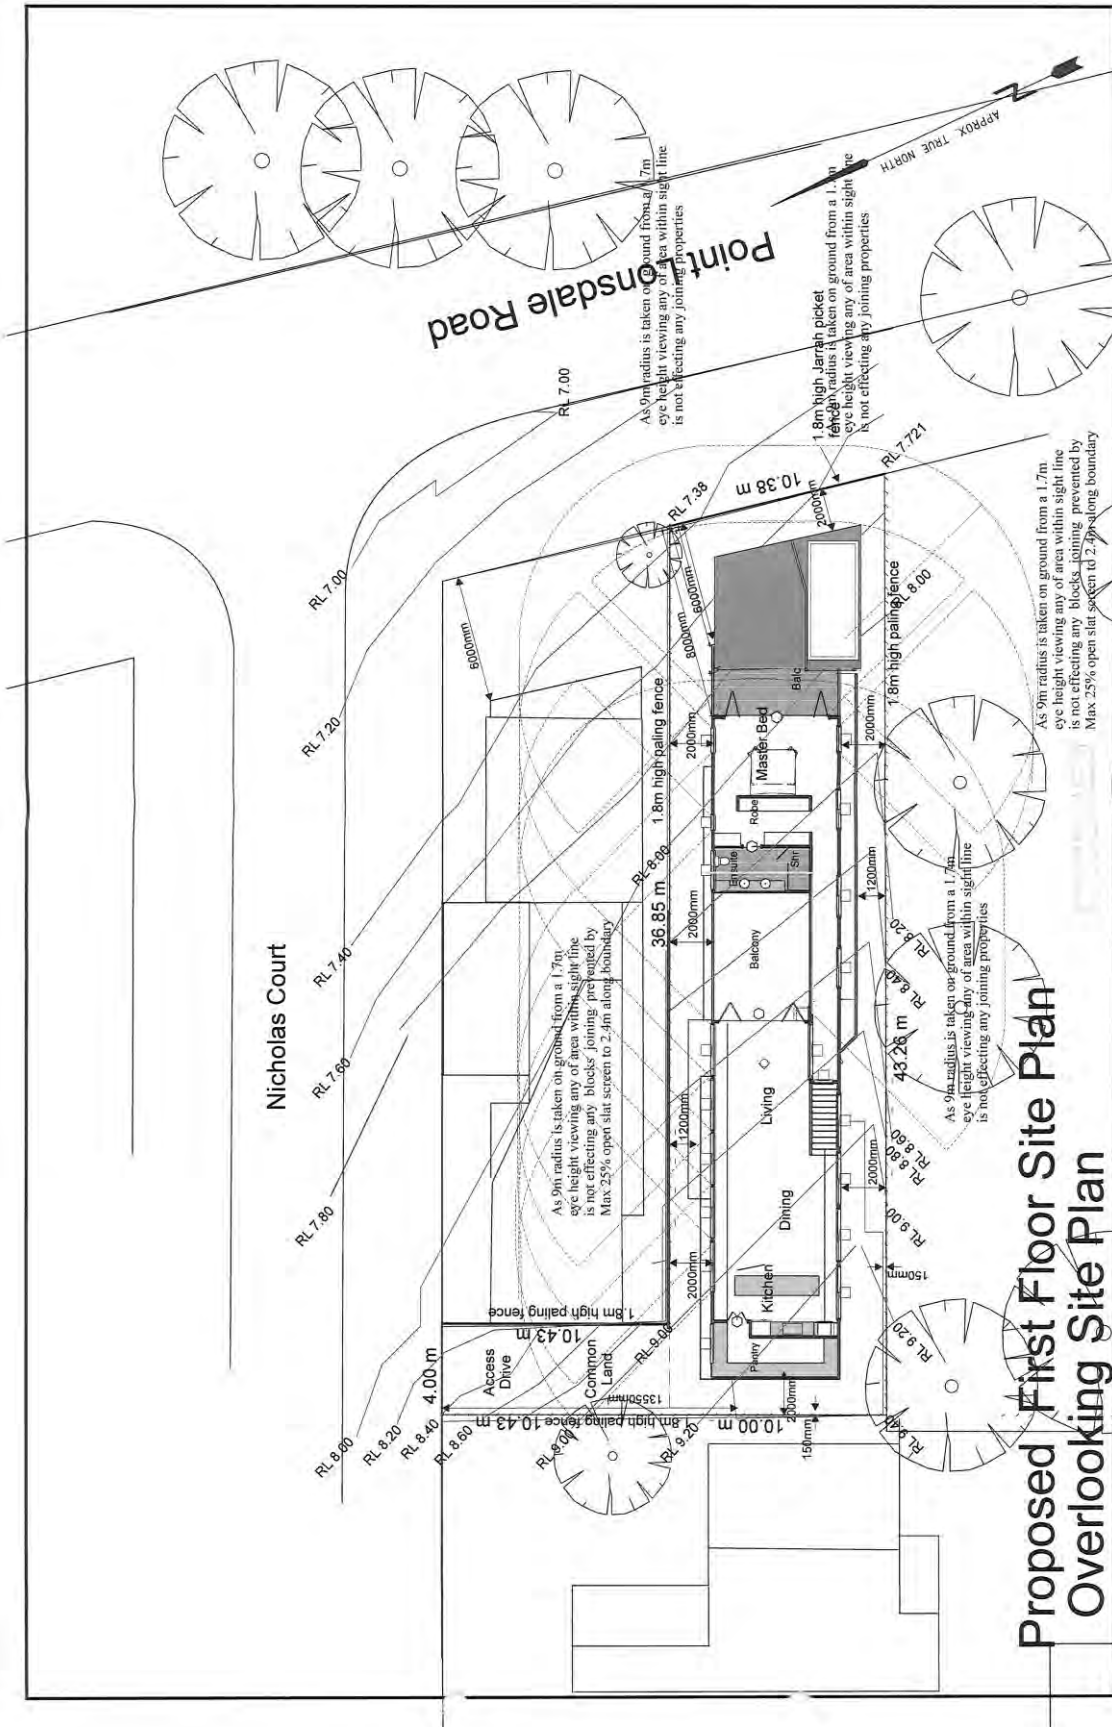 Proposed First Floor Site Plan
Overlooking Site Plan
Nicholas Court
Point Lonsdale Road
APPROX. TRUE NORTH
RL 7.00
RL 7.00
RL 7.20
RL 7.40
RL 7.60
RL 7.80
RL 8.00
RL 8.20
RL 8.40
RL 8.60
RL 9.00
RL 9.20
RL 9.00
RL 8.00
RL 7.38
RL 7.721
RL 8.00
RL 8.20
RL 8.40
RL 8.60
RL 8.80
RL 9.00
RL 9.20
RL 9.40
As 9m radius is taken on ground from a 1.7m
eye height viewing any of area within sight line
is not effecting any joining properties
1.8m high Jarrah picket
fence
As 9m radius is taken on ground from a 1.7m
eye height viewing any of area within sight line
is not effecting any joining properties
As 9m radius is taken on ground from a 1.7m
eye height viewing any of area within sight line
is not effecting any blocks joining prevented by
Max 25% open slat screen to 2.4m along boundary
As 9m radius is taken on ground from a 1.7m
eye height viewing any of area within sight line
is not effecting any joining properties
As 9m radius is taken on ground from a 1.7m
eye height viewing any of area within sight line
is not effecting any blocks joining prevented by
Max 25% open slat screen to 2.4m along boundary
4.00 m
Access
Drive
Common
Land
10.43 m
1.8m high paling fence
10.43 m
1.8m high paling fence
10.00 m
13550mm
2000mm
150mm
36.85 m
1.8m high paling fence
10.38 m
43.26 m
1.8m high paling fence
6000mm
6000mm
8000mm
2000mm
2000mm
2000mm
1200mm
2000mm
2000mm
1200mm
2000mm
150mm
Pantry
Kitchen
Dining
Living
Balcony
Ensuite
Shr
Robe
Master Bed
Balc